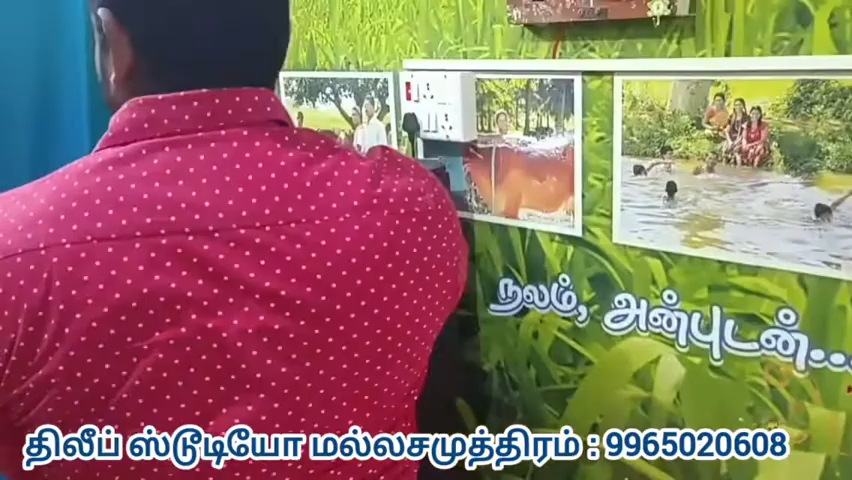 நலம், அன்புடன்...
திலீப் ஸ்டூடியோ மல்லசமுத்திரம் : 9965020608